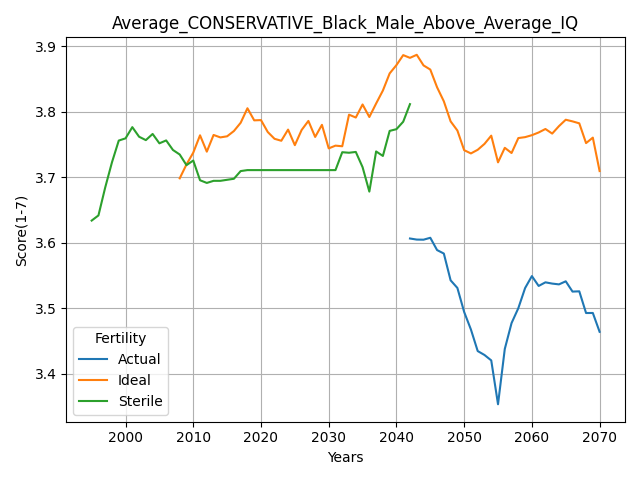 Average_CONSERVATIVE_Black_Male_Above_Average_IQ
Score(1-7)
3.9
3.8
3.7
3.6
3.5
3.4
Fertility
Actual
Ideal
Sterile
2000 2010 2020 2030 2040 2050 2060 2070
Years